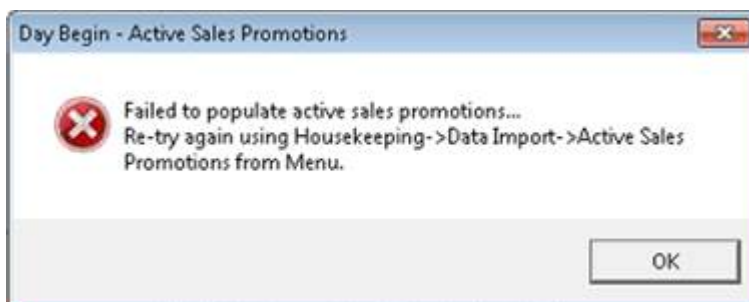 Day Begin - Active Sales Promotions
Failed to populate active sales promotions...
Re-try again using Housekeeping->Data Import->Active Sales
Promotions from Menu.
OK